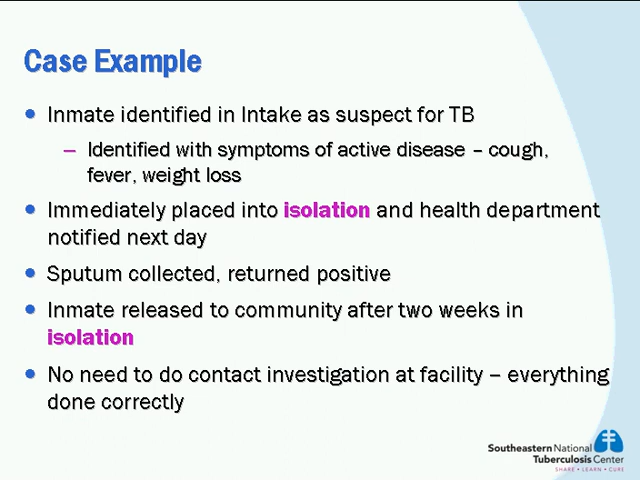 Case Example
Inmate identified in Intake as suspect for TB
– Identified with symptoms of active disease – cough,
fever, weight loss
Immediately placed into isolation and health department
notified next day
Sputum collected, returned positive
Inmate released to community after two weeks in
isolation
No need to do contact investigation at facility – everything
done correctly
Southeastern National
Tuberculosis Center
SHARE • LEARN • CURE